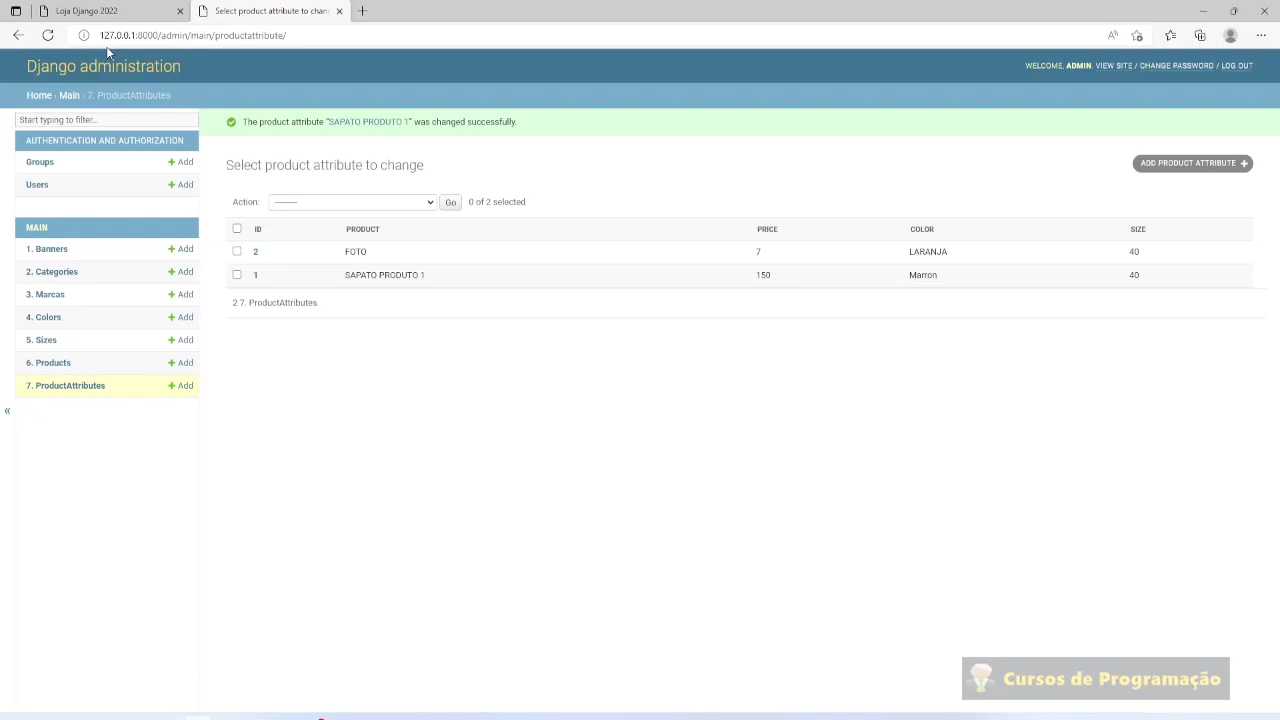 Loja Django 2022
Select product attribute to chan
127.0.0.1:8000/admin/main/productattribute/
Django administration
WELCOME, ADMIN. VIEW SITE / CHANGE PASSWORD / LOG OUT
Home › Main › 7. ProductAttributes
Start typing to filter...
AUTHENTICATION AND AUTHORIZATION
Groups + Add
Users + Add
MAIN
1. Banners + Add
2. Categories + Add
3. Marcas + Add
4. Colors + Add
5. Sizes + Add
6. Products + Add
7. ProductAttributes + Add
«
The product attribute “SAPATO PRODUTO 1” was changed successfully.
Select product attribute to change
ADD PRODUCT ATTRIBUTE +
Action: --------- Go 0 of 2 selected
ID PRODUCT PRICE COLOR SIZE
2 FOTO 7 LARANJA 40
1 SAPATO PRODUTO 1 150 Marron 40
2 7. ProductAttributes
Cursos de Programação